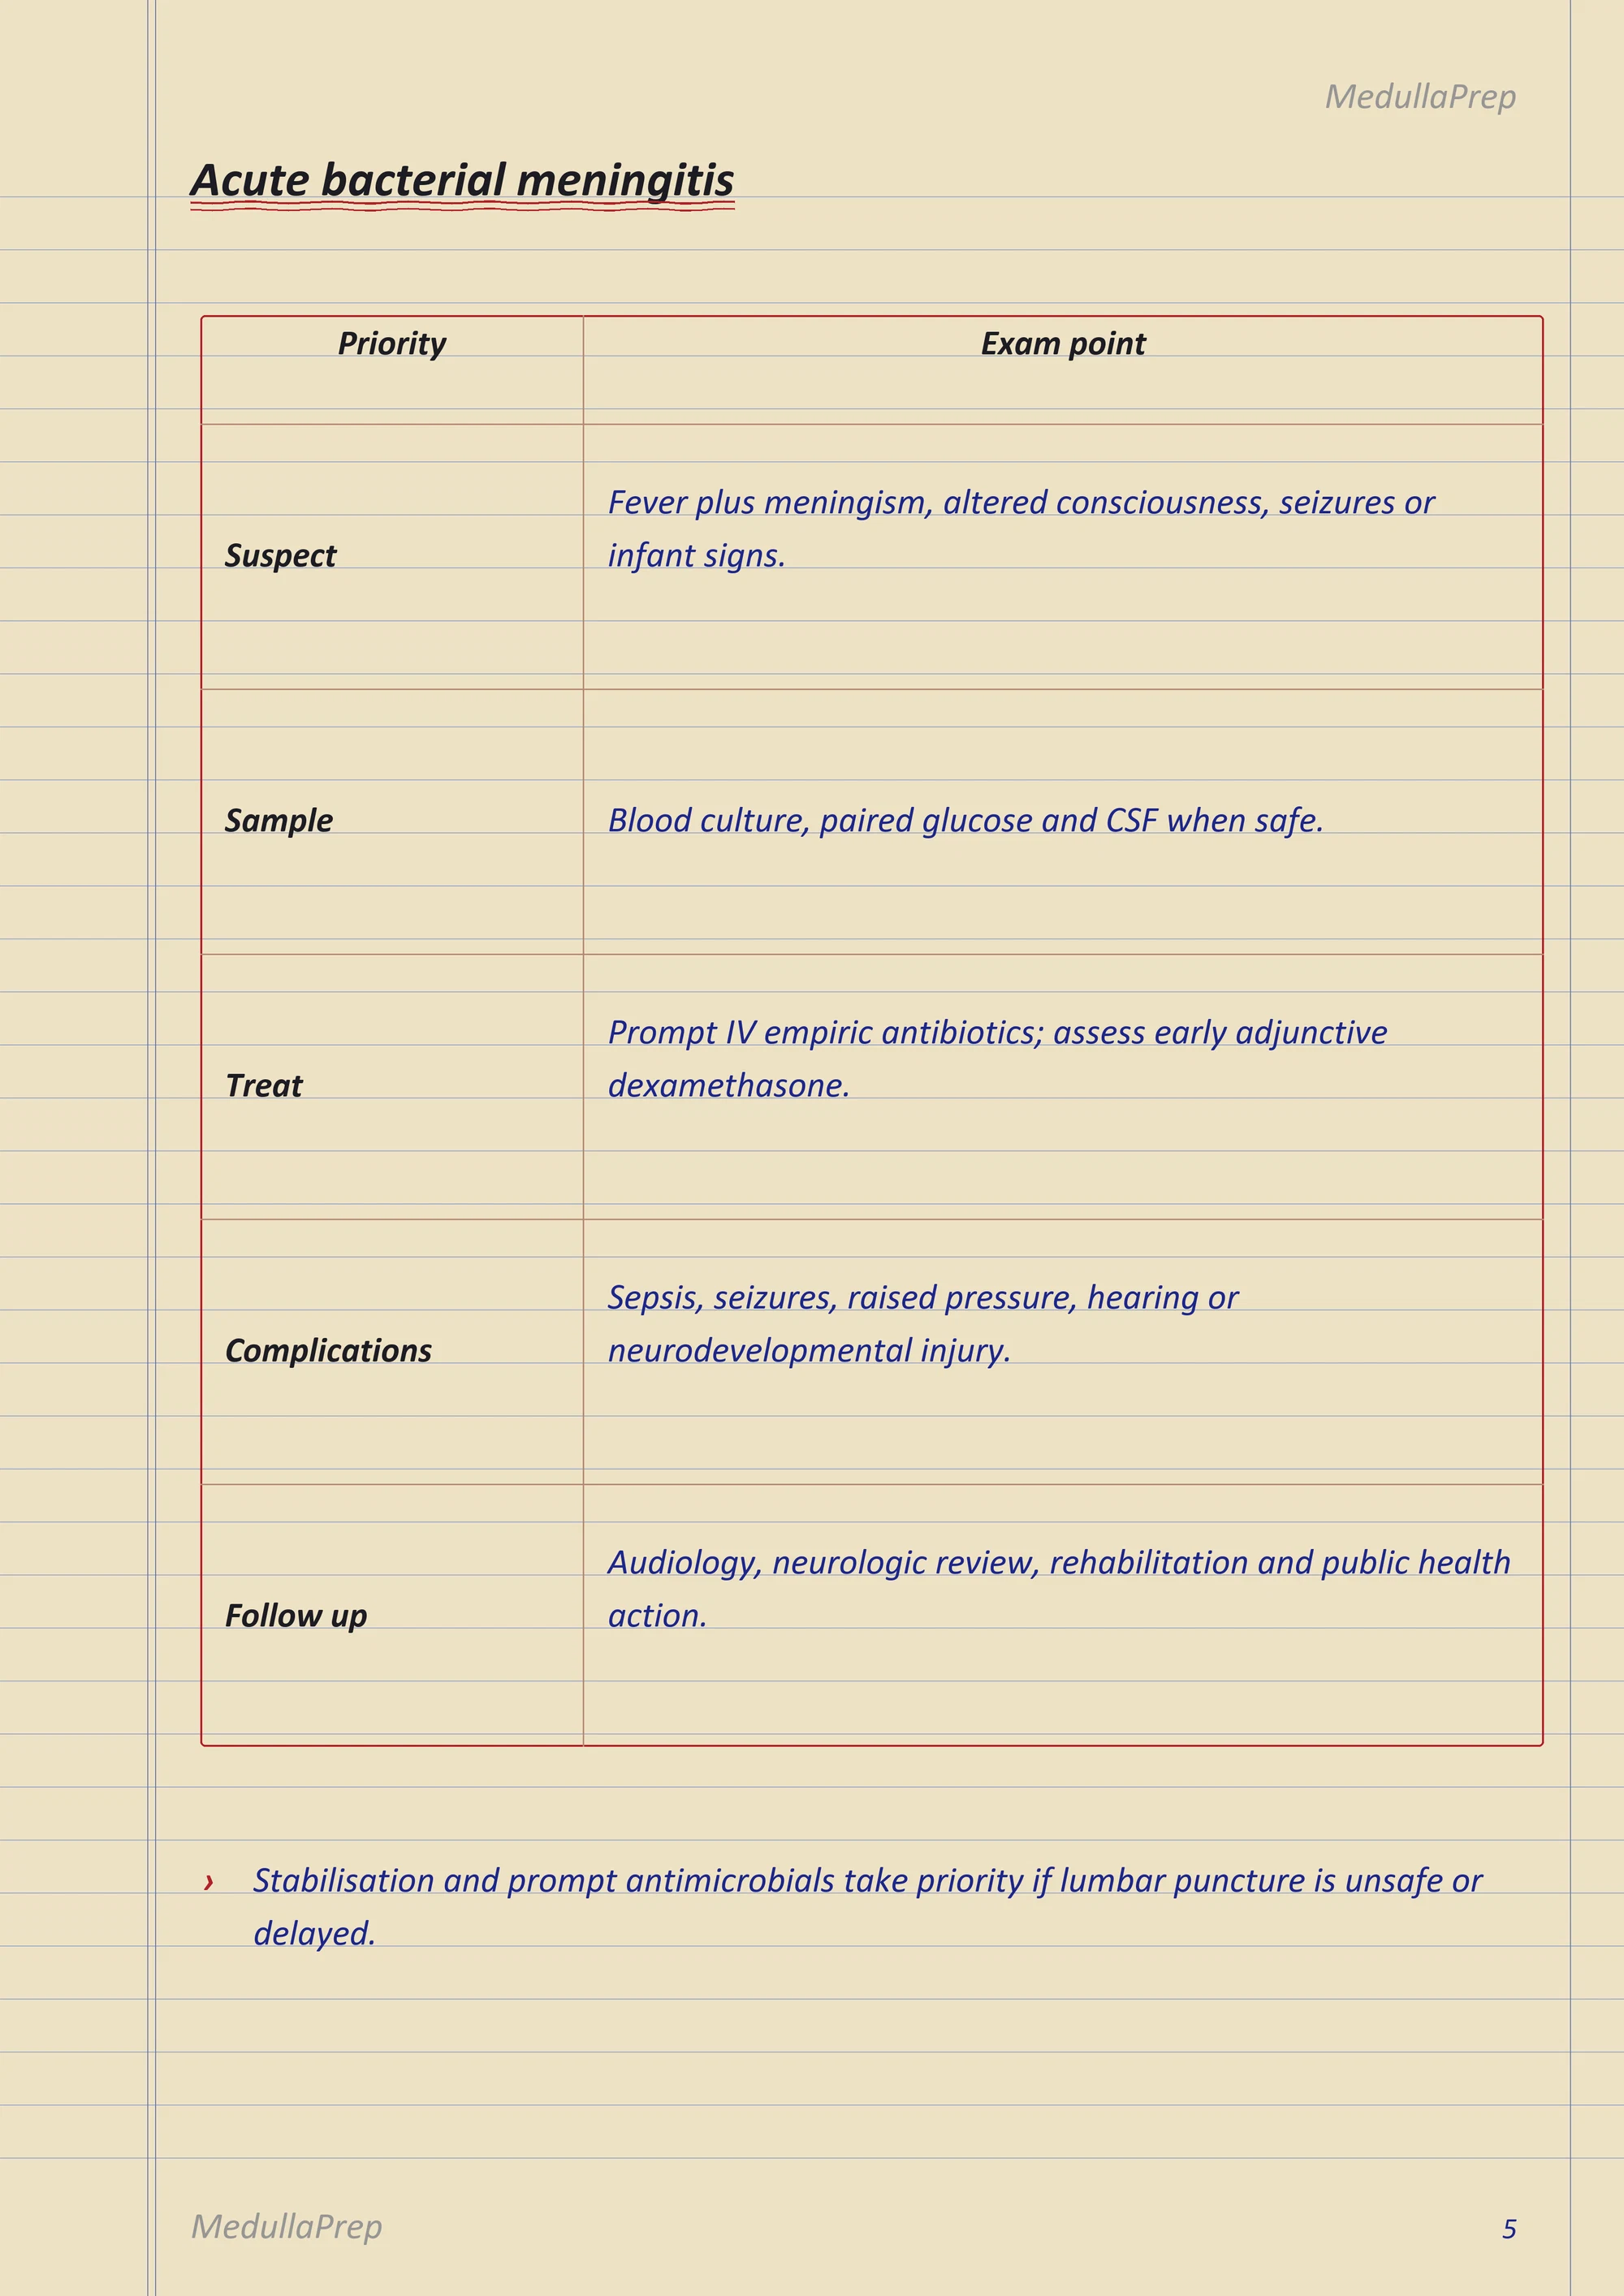 MedullaPrep
Acute bacterial meningitis
Priority Exam point
Fever plus meningism, altered consciousness, seizures or
Suspect infant signs.
Sample Blood culture, paired glucose and CSF when safe.
Prompt IV empiric antibiotics; assess early adjunctive
Treat dexamethasone.
Sepsis, seizures, raised pressure, hearing or
Complications neurodevelopmental injury.
Audiology, neurologic review, rehabilitation and public health
Follow up action.
› Stabilisation and prompt antimicrobials take priority if lumbar puncture is unsafe or
delayed.
MedullaPrep 5